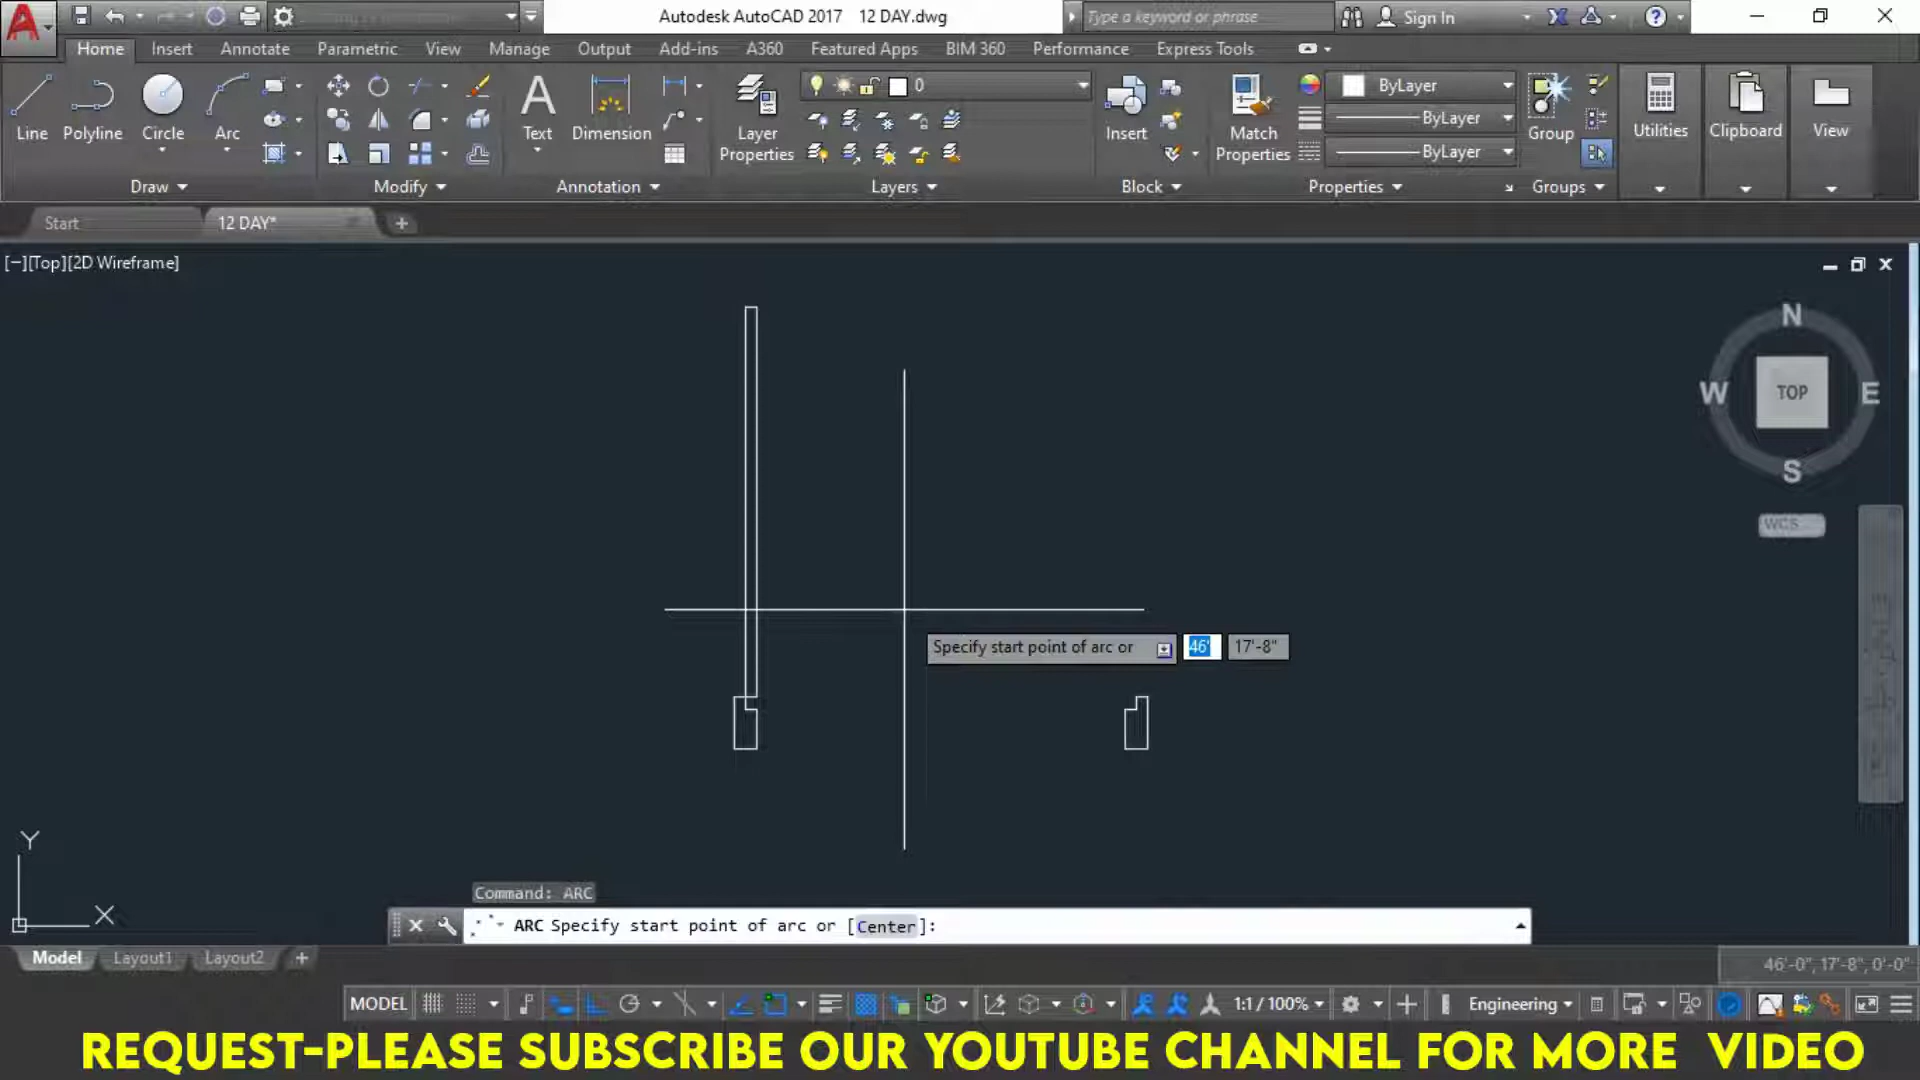 Autodesk AutoCAD 2017 12 DAY.dwg
Type a keyword or phrase
Sign In
Home Insert Annotate Parametric View Manage Output Add-ins A360 Featured Apps BIM 360 Performance Express Tools
Line Polyline Circle Arc
Text Dimension
Layer Properties
0
Insert
Match Properties
ByLayer
ByLayer
ByLayer
Group
Utilities Clipboard View
Draw Modify Annotation Layers Block Properties Groups
Start 12 DAY*
[−][Top][2D Wireframe]
N
W TOP E
S
WCS
Specify start point of arc or 46' 17'-8"
Y
X
Command: ARC
ARC Specify start point of arc or [Center]:
Model Layout1 Layout2
46'-0", 17'-8", 0'-0"
MODEL 1:1 / 100% Engineering
REQUEST-PLEASE SUBSCRIBE OUR YOUTUBE CHANNEL FOR MORE VIDEO